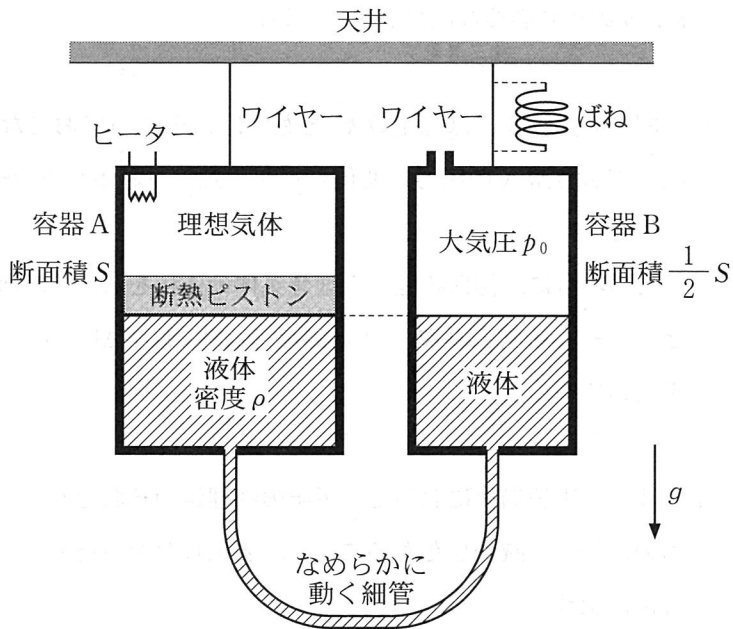 天井
ワイヤー
ワイヤー
ばね
ヒーター
容器 A
断面積 S
理想気体
大気圧 p₀
容器 B
断面積 1/2 S
断熱ピストン
液体
密度 ρ
液体
g
なめらかに
動く細管